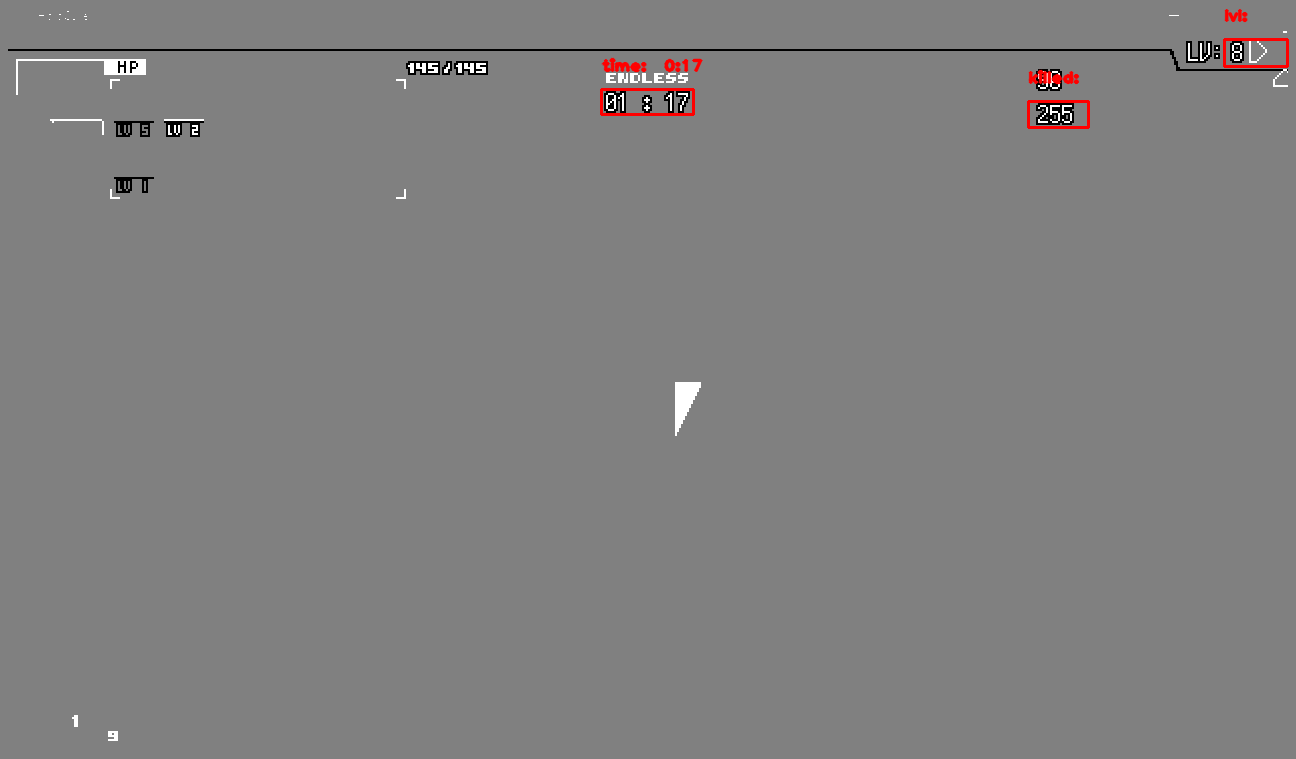 lvl:
LV: 8
HP 145/145
time: 0:17
ENDLESS
killed:
01 : 17
255
LV 5 LV 2
LV 1
1
9